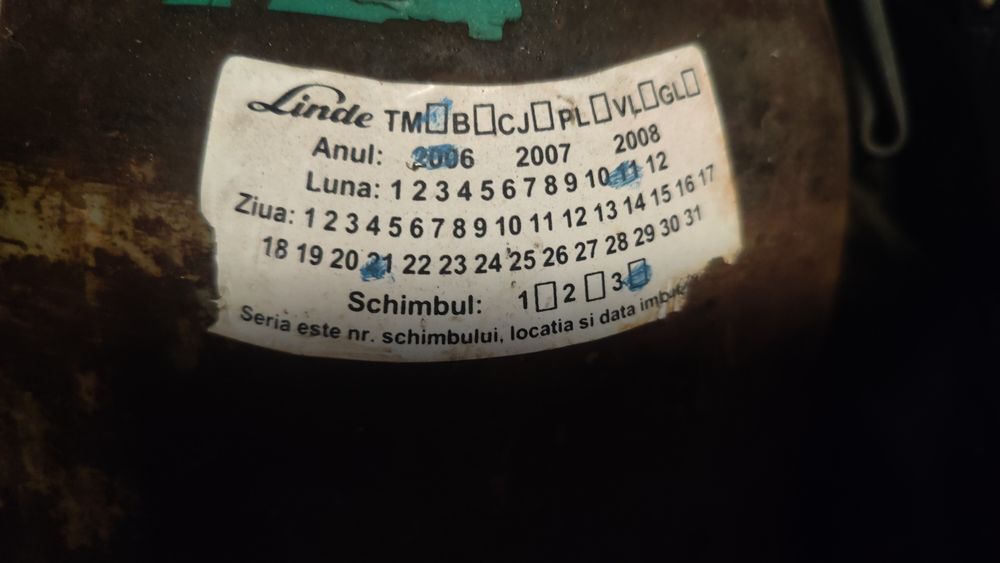 Linde TM□B□CJ□PL□VL□GL□
Anul: 2006 2007 2008
Luna: 1 2 3 4 5 6 7 8 9 10 11 12
Ziua: 1 2 3 4 5 6 7 8 9 10 11 12 13 14 15 16 17
18 19 20 21 22 23 24 25 26 27 28 29 30 31
Schimbul: 1□ 2□ 3□
Seria este nr. schimbului, locatia si data